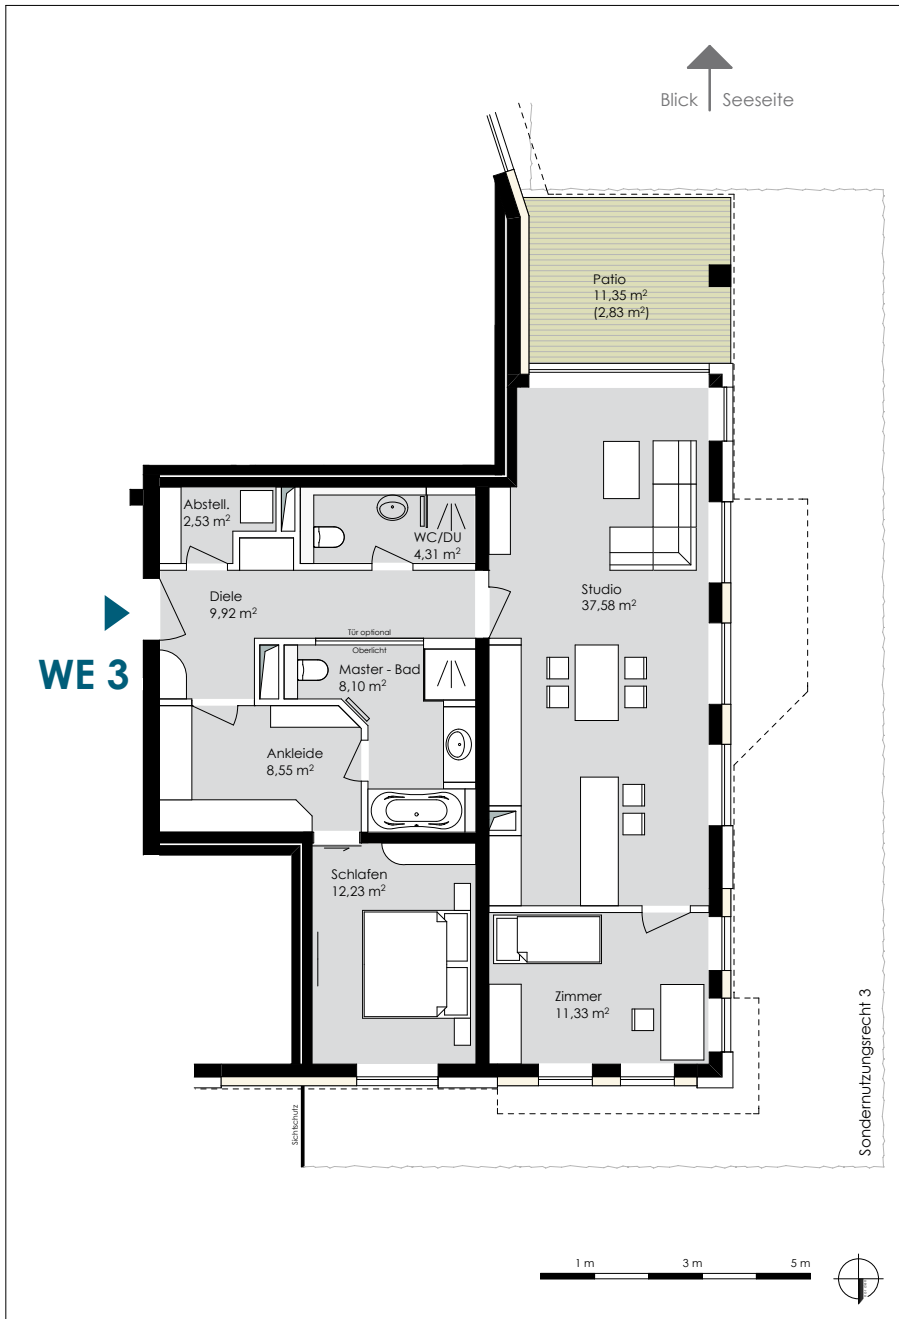 Blick
Seeseite
Patio
11,35 m²
(2,83 m²)
Abstell.
2,53 m²
WC/DU
4,31 m²
Diele
9,92 m²
Studio
37,58 m²
Tür optional
Oberlicht
Master - Bad
8,10 m²
WE 3
Ankleide
8,55 m²
Schlafen
12,23 m²
Zimmer
11,33 m²
Sondernutzungsrecht 3
Sichtschutz
1 m
3 m
5 m